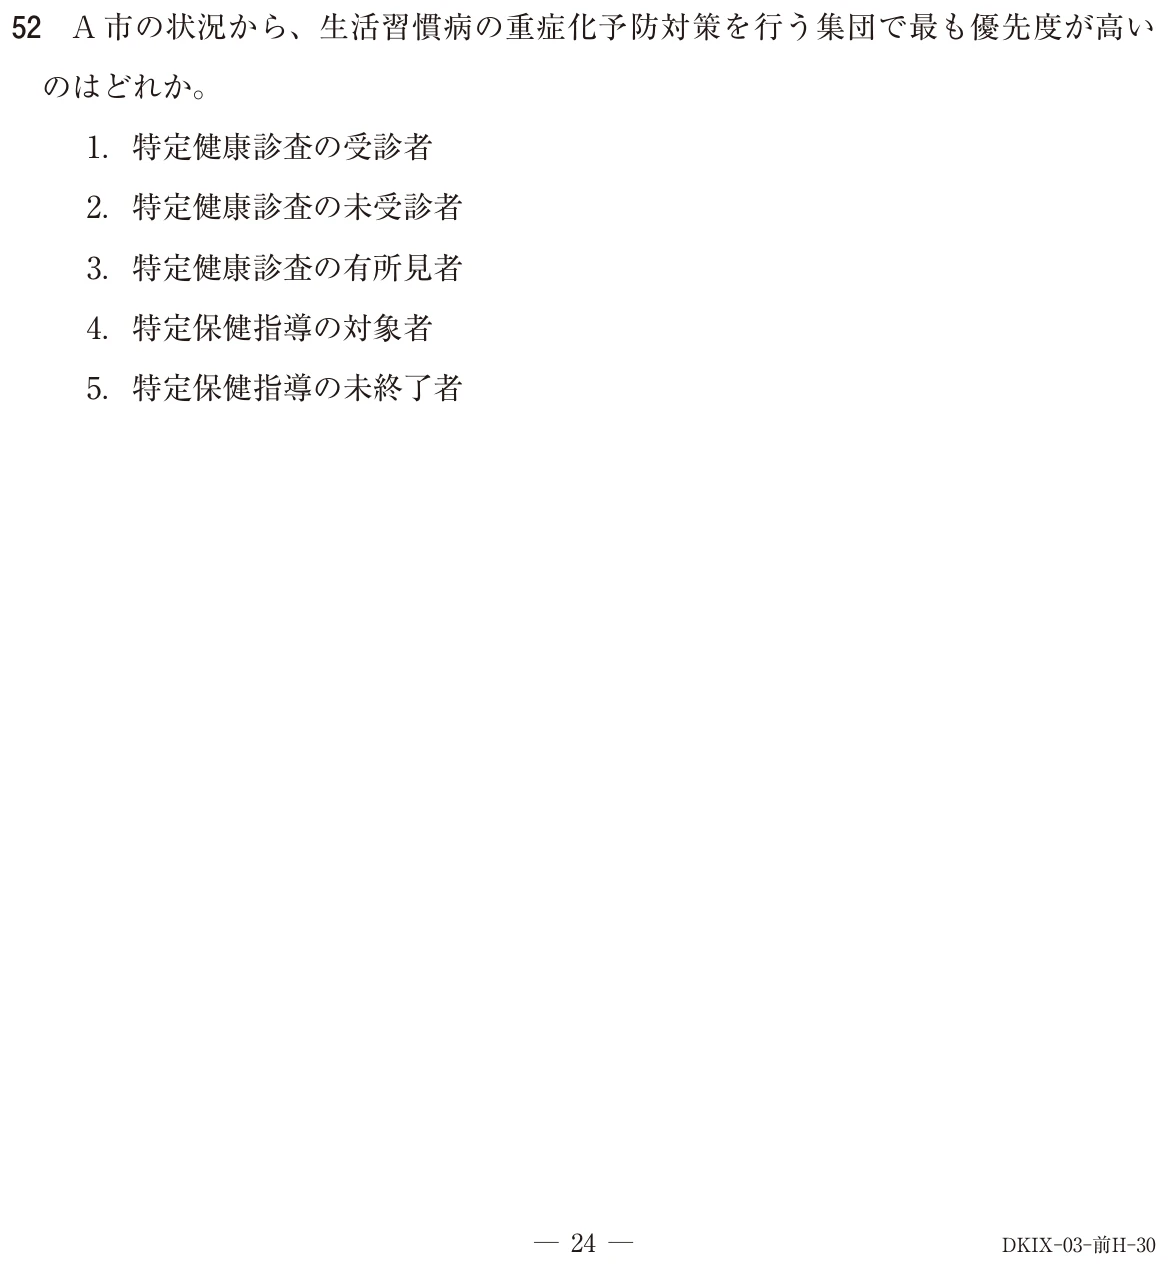 52 A市の状況から、生活習慣病の重症化予防対策を行う集団で最も優先度が高い
のはどれか。
1. 特定健康診査の受診者
2. 特定健康診査の未受診者
3. 特定健康診査の有所見者
4. 特定保健指導の対象者
5. 特定保健指導の未終了者
— 24 —
DKIX-03-前H-30